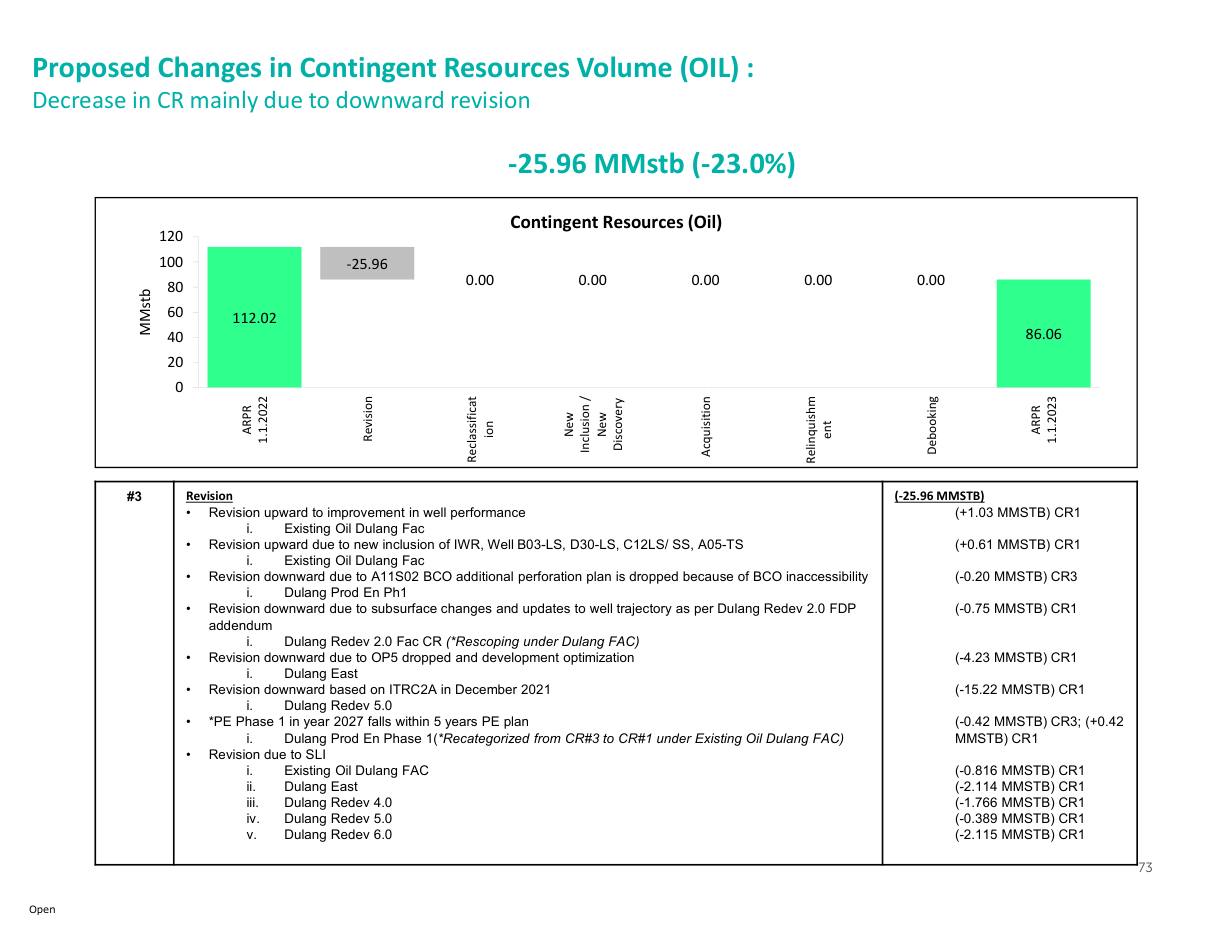 Proposed Changes in Contingent Resources Volume (OIL) :
Decrease in CR mainly due to downward revision
-25.96 MMstb (-23.0%)
Contingent Resources (Oil)
MMstb
120
100
80
60
40
20
0
112.02
-25.96
0.00
0.00
0.00
0.00
0.00
86.06
ARPR
1.1.2022
Revision
Reclassificat
ion
New
Inclusion /
New
Discovery
Acquisition
Relinquishm
ent
Debooking
ARPR
1.1.2023
#3
Revision
(-25.96 MMSTB)
• Revision upward to improvement in well performance
(+1.03 MMSTB) CR1
i. Existing Oil Dulang Fac
• Revision upward due to new inclusion of IWR, Well B03-LS, D30-LS, C12LS/ SS, A05-TS
(+0.61 MMSTB) CR1
i. Existing Oil Dulang Fac
• Revision downward due to A11S02 BCO additional perforation plan is dropped because of BCO inaccessibility
(-0.20 MMSTB) CR3
i. Dulang Prod En Ph1
• Revision downward due to subsurface changes and updates to well trajectory as per Dulang Redev 2.0 FDP
(-0.75 MMSTB) CR1
addendum
i. Dulang Redev 2.0 Fac CR (*Rescoping under Dulang FAC)
• Revision downward due to OP5 dropped and development optimization
(-4.23 MMSTB) CR1
i. Dulang East
• Revision downward based on ITRC2A in December 2021
(-15.22 MMSTB) CR1
i. Dulang Redev 5.0
• *PE Phase 1 in year 2027 falls within 5 years PE plan
(-0.42 MMSTB) CR3; (+0.42
i. Dulang Prod En Phase 1(*Recategorized from CR#3 to CR#1 under Existing Oil Dulang FAC)
MMSTB) CR1
• Revision due to SLI
i. Existing Oil Dulang FAC
(-0.816 MMSTB) CR1
ii. Dulang East
(-2.114 MMSTB) CR1
iii. Dulang Redev 4.0
(-1.766 MMSTB) CR1
iv. Dulang Redev 5.0
(-0.389 MMSTB) CR1
v. Dulang Redev 6.0
(-2.115 MMSTB) CR1
73
Open